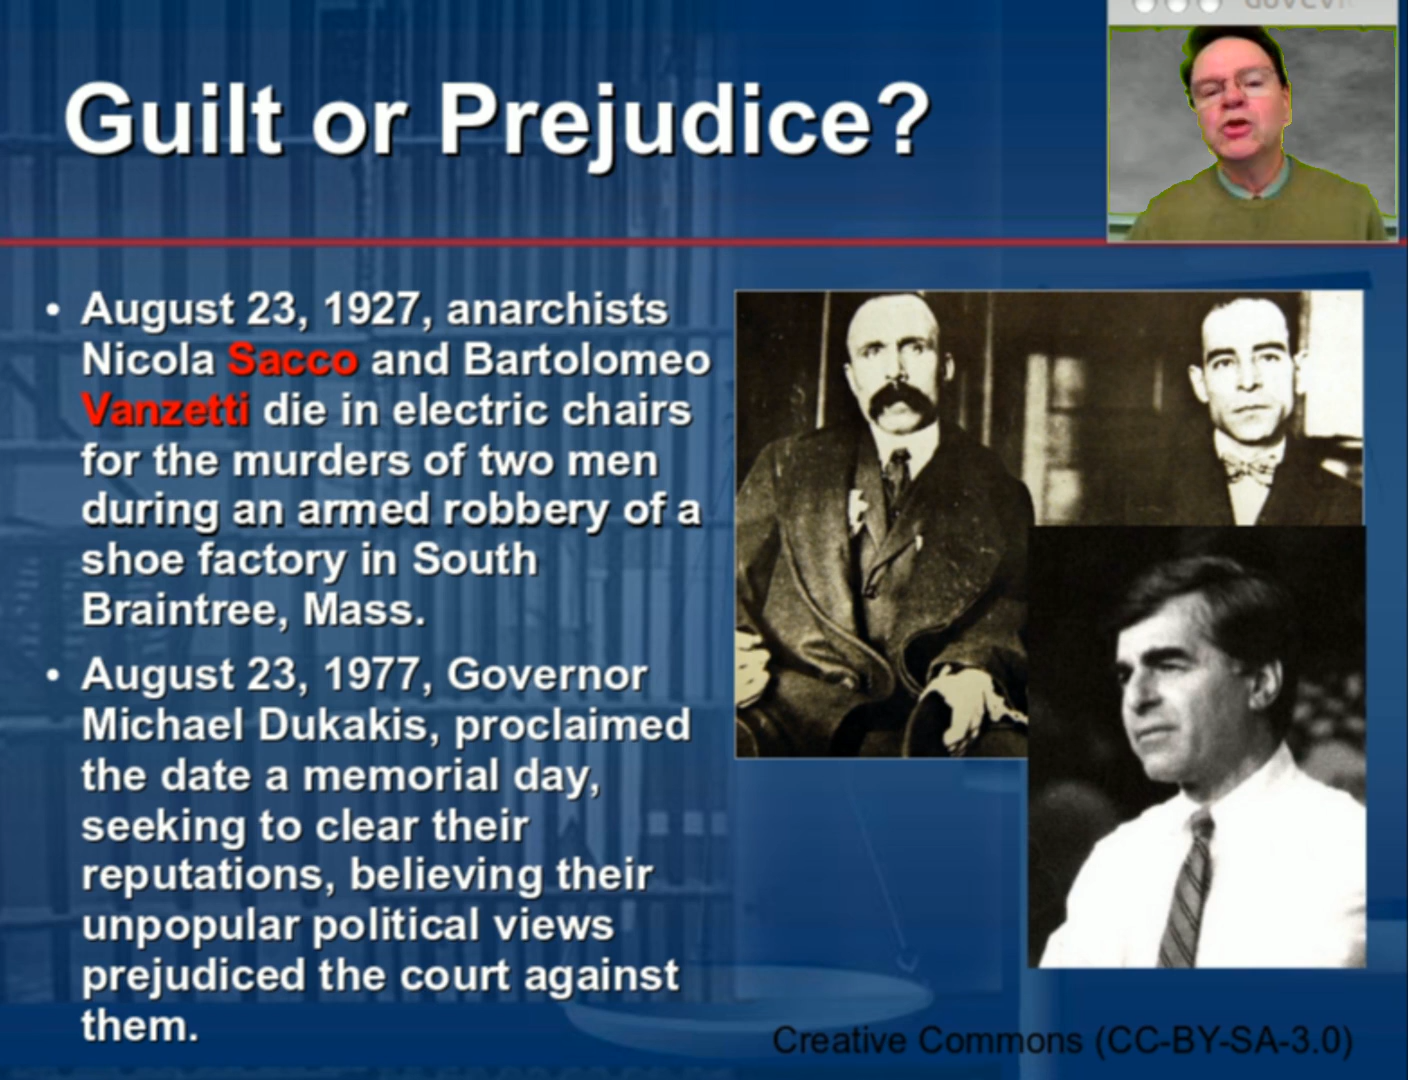 Guilt or Prejudice?
• August 23, 1927, anarchists
Nicola Sacco and Bartolomeo
Vanzetti die in electric chairs
for the murders of two men
during an armed robbery of a
shoe factory in South
Braintree, Mass.
• August 23, 1977, Governor
Michael Dukakis, proclaimed
the date a memorial day,
seeking to clear their
reputations, believing their
unpopular political views
prejudiced the court against
them.
Creative Commons (CC-BY-SA-3.0)